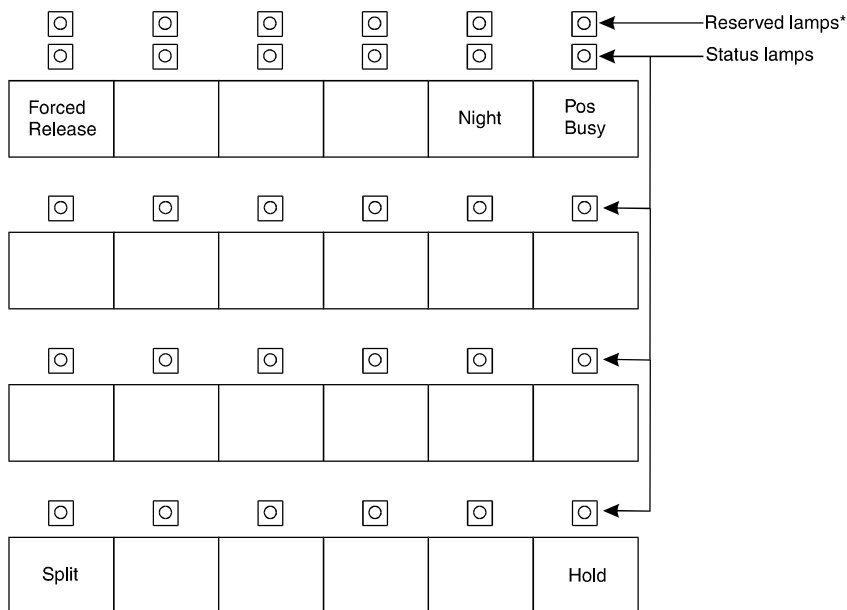 Reserved lamps*
Status lamps
Forced
Release
Night
Pos
Busy
Split
Hold